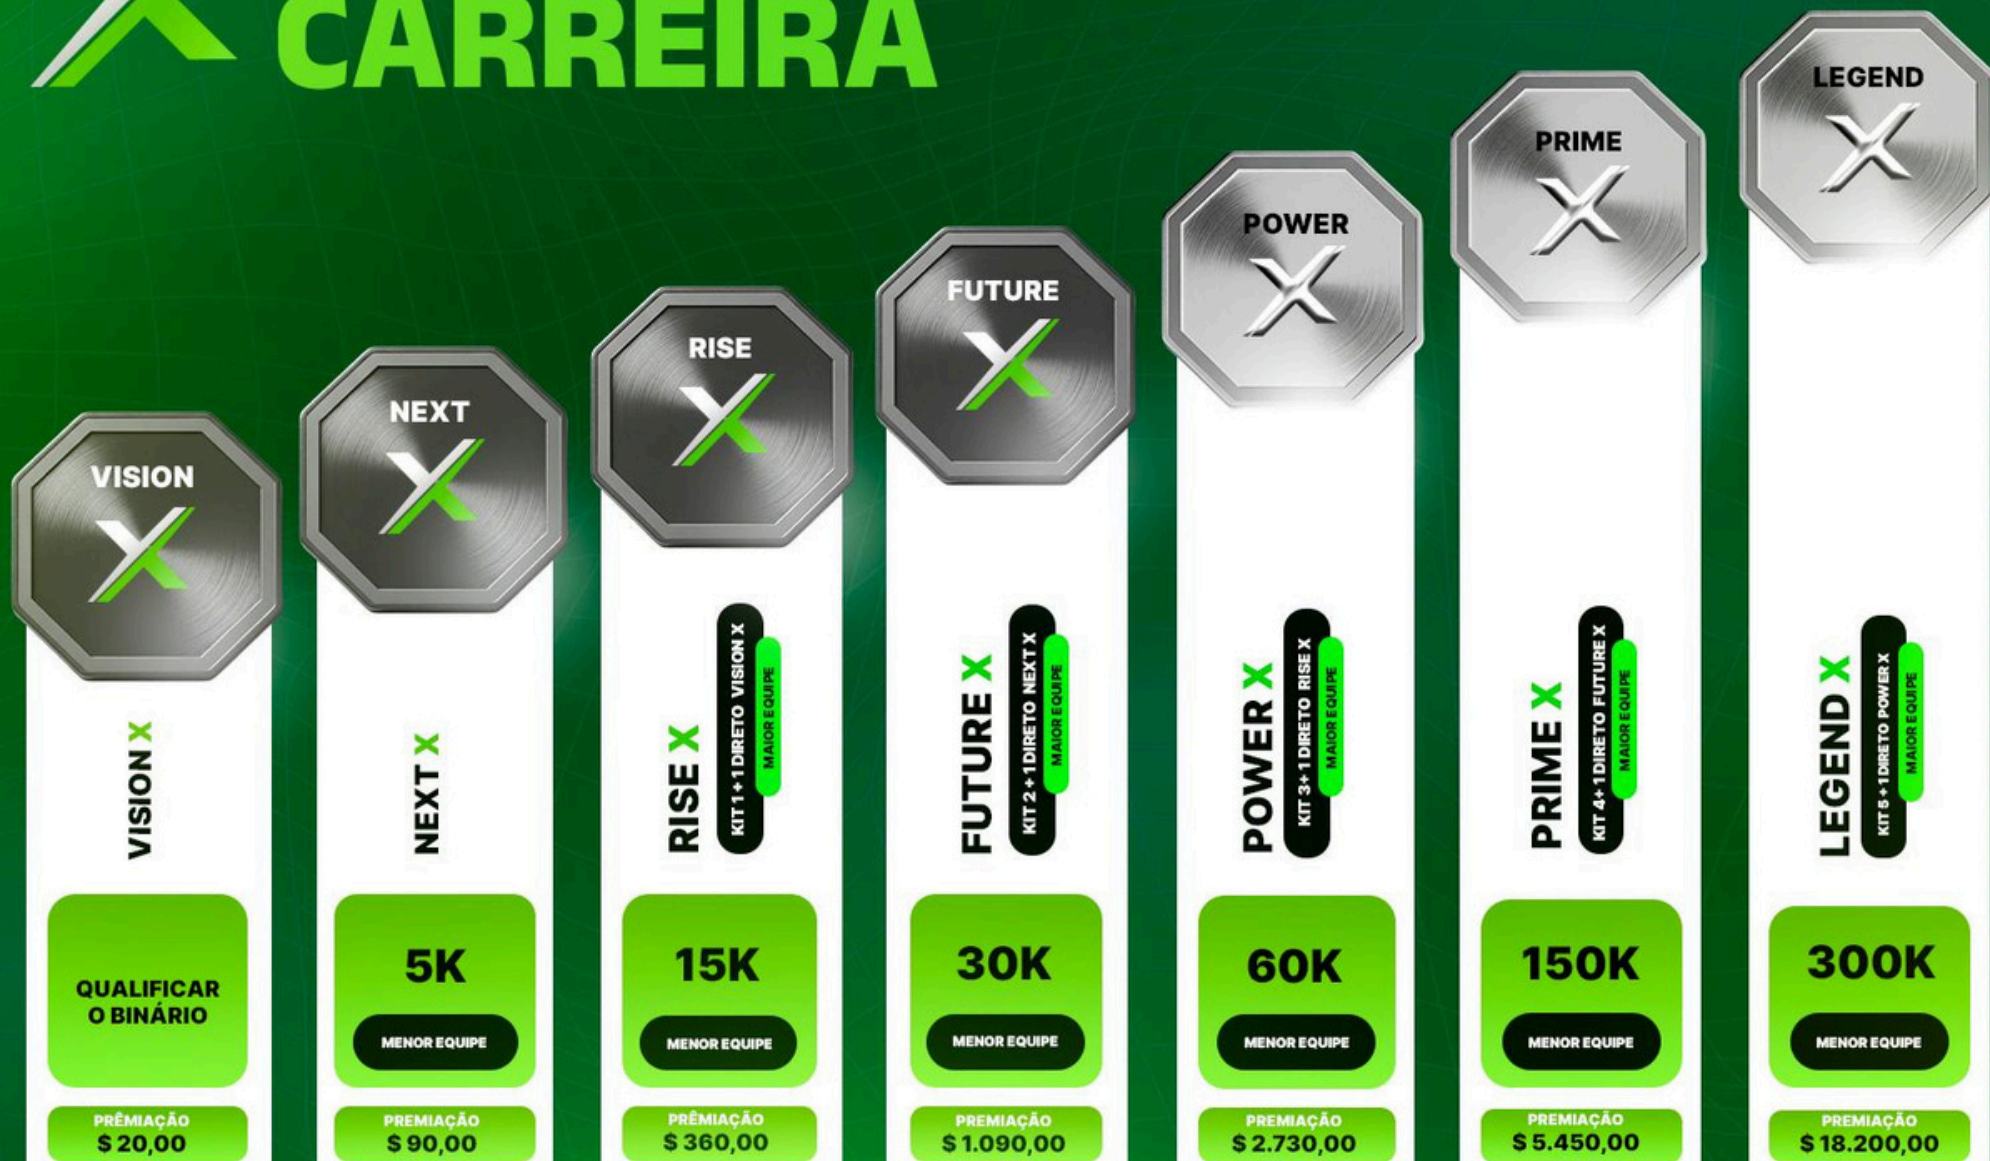 CARREIRA
VISION
NEXT
RISE
FUTURE
POWER
PRIME
LEGEND
VISION X
QUALIFICAR
O BINÁRIO
PRÊMIAÇÃO
$ 20,00
NEXT X
5K
MENOR EQUIPE
PREMIAÇÃO
$ 90,00
RISE X
KIT 1 + 1 DIRETO VISION X
MAIOR EQUIPE
15K
MENOR EQUIPE
PRÊMIAÇÃO
$ 360,00
FUTURE X
KIT 2 + 1 DIRETO NEXT X
MAIOR EQUIPE
30K
MENOR EQUIPE
PREMIAÇÃO
$ 1.090,00
POWER X
KIT 3 + 1 DIRETO RISE X
MAIOR EQUIPE
60K
MENOR EQUIPE
PREMIAÇÃO
$ 2.730,00
PRIME X
KIT 4 + 1 DIRETO FUTURE X
MAIOR EQUIPE
150K
MENOR EQUIPE
PREMIAÇÃO
$ 5.450,00
LEGEND X
KIT 5 + 1 DIRETO POWER X
MAIOR EQUIPE
300K
MENOR EQUIPE
PREMIAÇÃO
$ 18.200,00